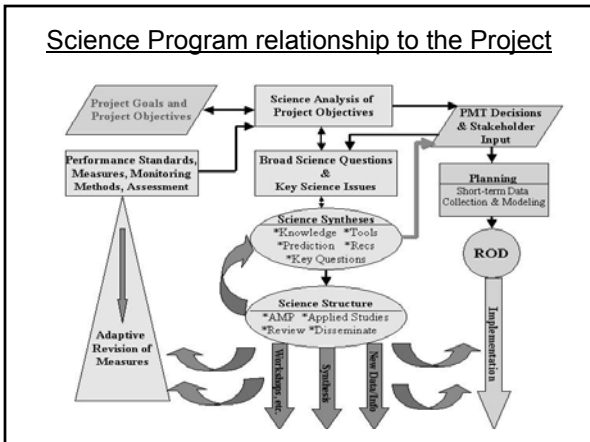 Science Program relationship to the Project
Project Goals and
Project Objectives
Science Analysis of
Project Objectives
PMT Decisions
& Stakeholder
Input
Performance Standards,
Measures, Monitoring
Methods, Assessment
Broad Science Questions
&
Key Science Issues
Planning
Short-term Data
Collection & Modeling
Science Syntheses
*Knowledge *Tools
*Prediction *Recs
*Key Questions
ROD
Science Structure
*AMP *Applied Studies
*Review *Disseminate
Adaptive
Revision of
Measures
Workshops, etc.
Synthesis
New Data/Info
Implementation